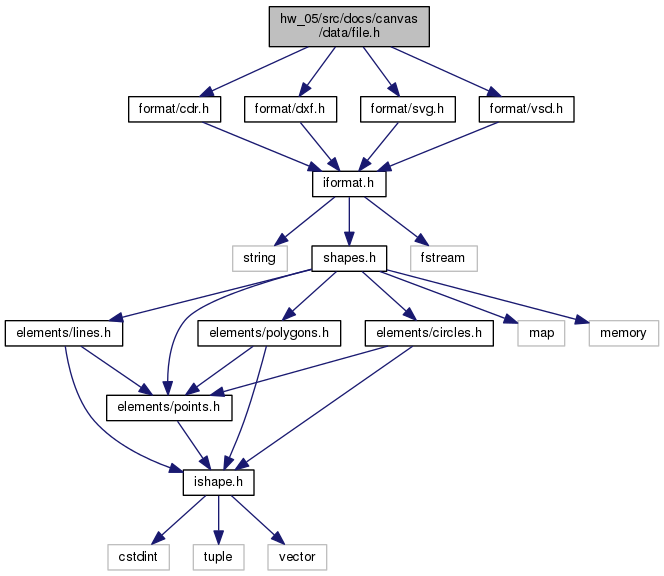 hw_05/src/docs/canvas
/data/file.h
format/cdr.h
format/dxf.h
format/svg.h
format/vsd.h
iformat.h
string
shapes.h
fstream
elements/lines.h
elements/polygons.h
elements/circles.h
map
memory
elements/points.h
ishape.h
cstdint
tuple
vector